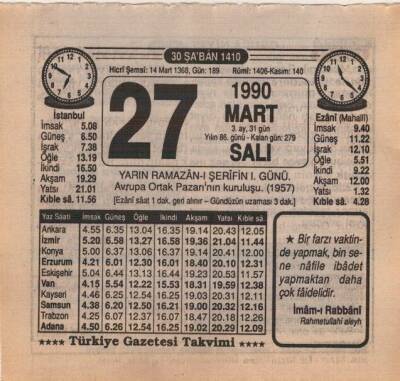 30 ŞA'BAN 1410
Hicrî Şemsî: 14 Mart 1368, Gün: 189 Rûmî: 1406-Kasım: 140
27
1990
MART
3. ay, 31 gün
Yılın 86. günü - Kalan gün: 279
SALI
İstanbul
İmsak 5.08
Güneş 6.50
İsrak 7.38
Öğle 13.19
İkindi 16.50
Akşam 19.29
Yatsı 21.01
Kıble sâ. 11.56
Ezânî (Mahallî)
İmsak 9.40
Güneş 11.22
İsrak 12.10
Öğle 5.51
İkindi 9.22
Akşam 12.00
Yatsı 1.32
Kıble sâ. 4.28
YARIN RAMAZÂN-I ŞERÎFİN I. GÜNÜ.
Avrupa Ortak Pazarı'nın kuruluşu. (1957)
[Ezânî sâat 1 dak. geri alınır – Gündüzün uzaması 3 dak.]
Yaz Sâati İmsak Güneş Öğle İkindi Akşam Yatsı Kıble sâ.
Ankara 4.55 6.35 13.04 16.35 19.14 20.43 12.05
İzmir 5.20 6.58 13.27 16.58 19.36 21.04 11.44
Konya 5.00 6.37 13.06 16.37 19.14 20.41 12.00
Erzurum 4.21 6.01 12.30 16.01 18.40 20.10 12.31
Eskişehir 5.04 6.44 13.13 16.44 19.23 20.53 11.57
Van 4.15 5.54 12.22 15.53 18.31 19.59 12.38
Kayseri 4.46 6.25 12.54 16.25 19.03 20.31 12.11
Samsun 4.38 6.20 12.50 16.21 19.00 20.32 12.16
Trabzon 4.25 6.07 12.37 16.07 18.47 20.18 12.26
Adana 4.50 6.26 12.54 16.25 19.02 20.29 12.09
★ Bir farzı vaktin-
de yapmak, bin se-
ne nâfile ibâdet
yapmaktan daha
çok fâidelidir.
İmâm-ı Rabbânî
Rahmetullahi aleyh
★★★★ Türkiye Gazetesi Takvimi ★★★★